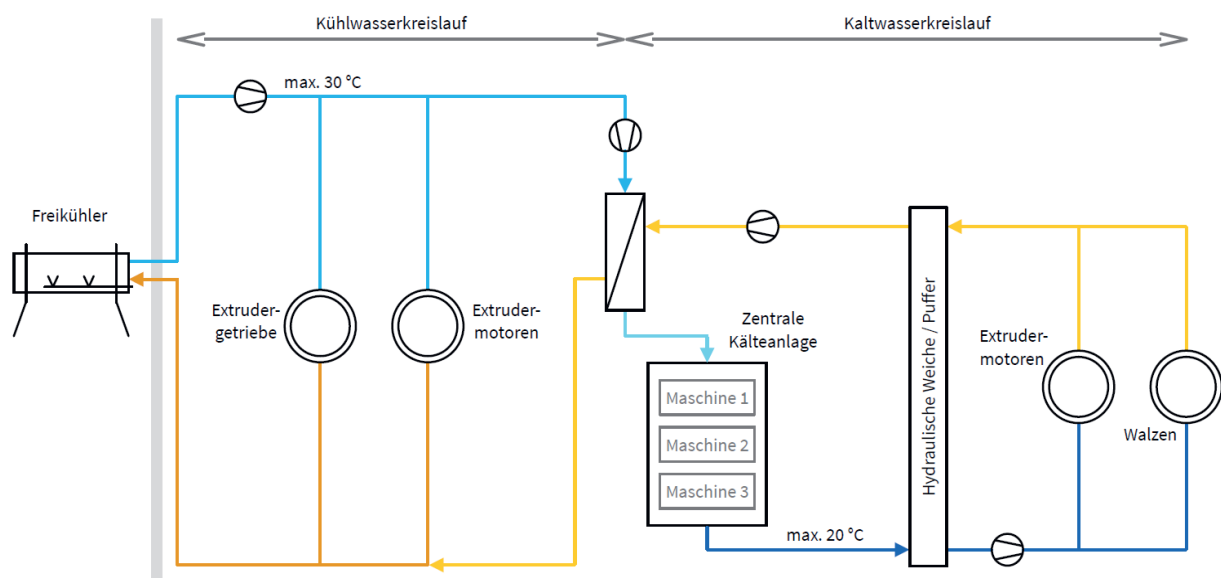 Kühlwasserkreislauf
Kaltwasserkreislauf
max. 30 °C
Freikühler
Extruder-
getriebe
Extruder-
motoren
Zentrale
Kälteanlage
Maschine 1
Maschine 2
Maschine 3
max. 20 °C
Hydraulische Weiche / Puffer
Extruder-
motoren
Walzen